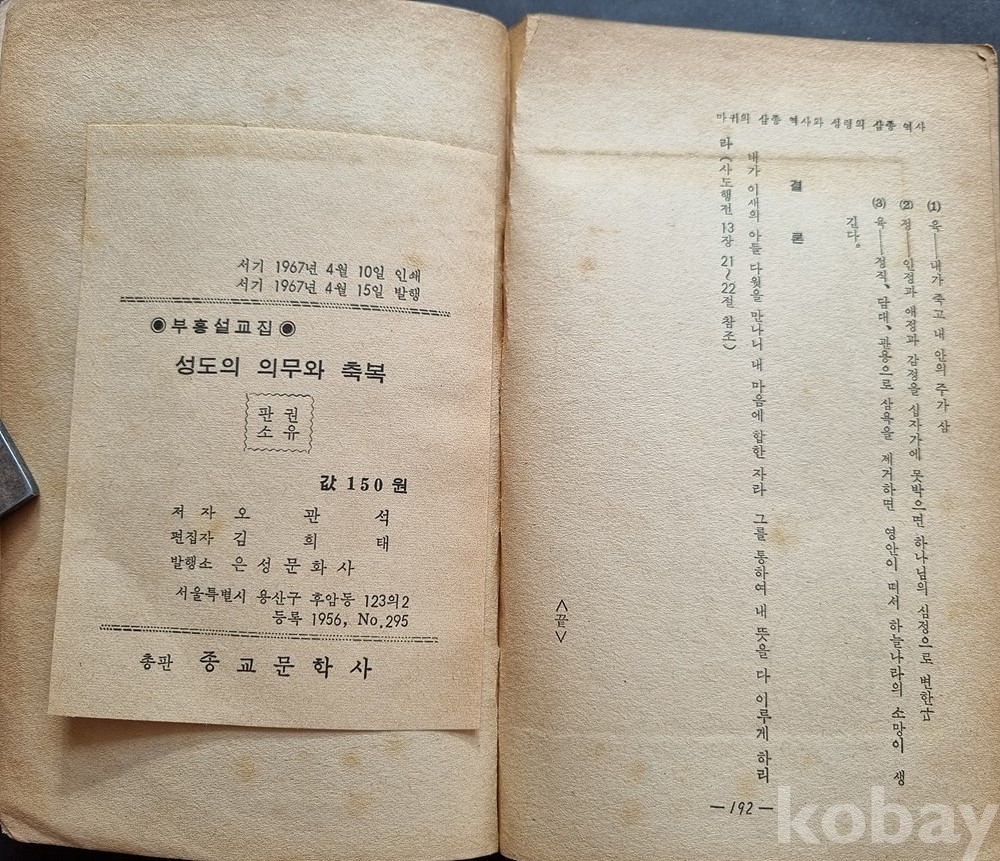 서기 1967년 4월 10일 인쇄
서기 1967년 4월 15일 발행
◉부흥설교집◉
성도의 의무와 축복
판권
소유
값 150 원
저 자 오 관 석
편집자 김 희 태
발행소 은성문화사
서울특별시 용산구 후암동 123의2
등록 1956, No.295
총판 종교문학사
마귀의 삼종 역사와 성령의 삼종 역사
(1) 육——내가 죽고 내 안의 주가 삼
(2) 정——인정과 애정과 감정을 십자가에 못박으면 하나님의 심정으로 변한다
(3) 욕——정직、담대、관용으로 삼욕을 제거하면 영안이 떠서 하늘나라의 소망이 생
긴다。
결 론
내가 이새의 아들 다윗을 만나니 내 마음에 합한 자라 그를 통하여 내 뜻을 다 이루게 하리
라 (사도행전 13장 21~22절 참조)
<끝>
— 192 —
kobay